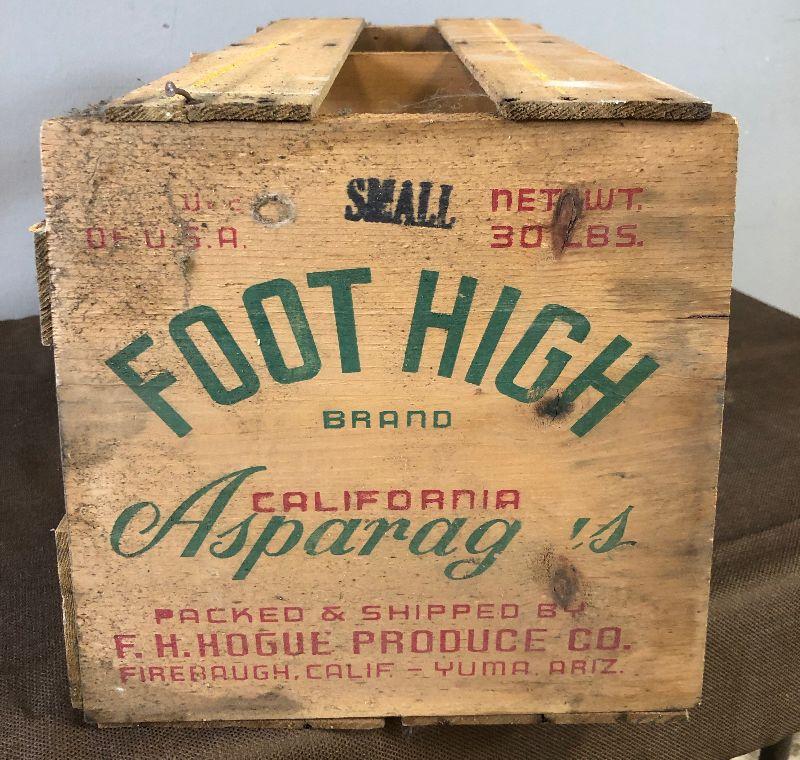 SMALL
NET WT.
OF U.S.A.
30 LBS.
FOOT HIGH
BRAND
CALIFORNIA
Asparag 's
PACKED & SHIPPED BY
F. H. HOGUE PRODUCE CO.
FIREBAUGH, CALIF. - YUMA, ARIZ.